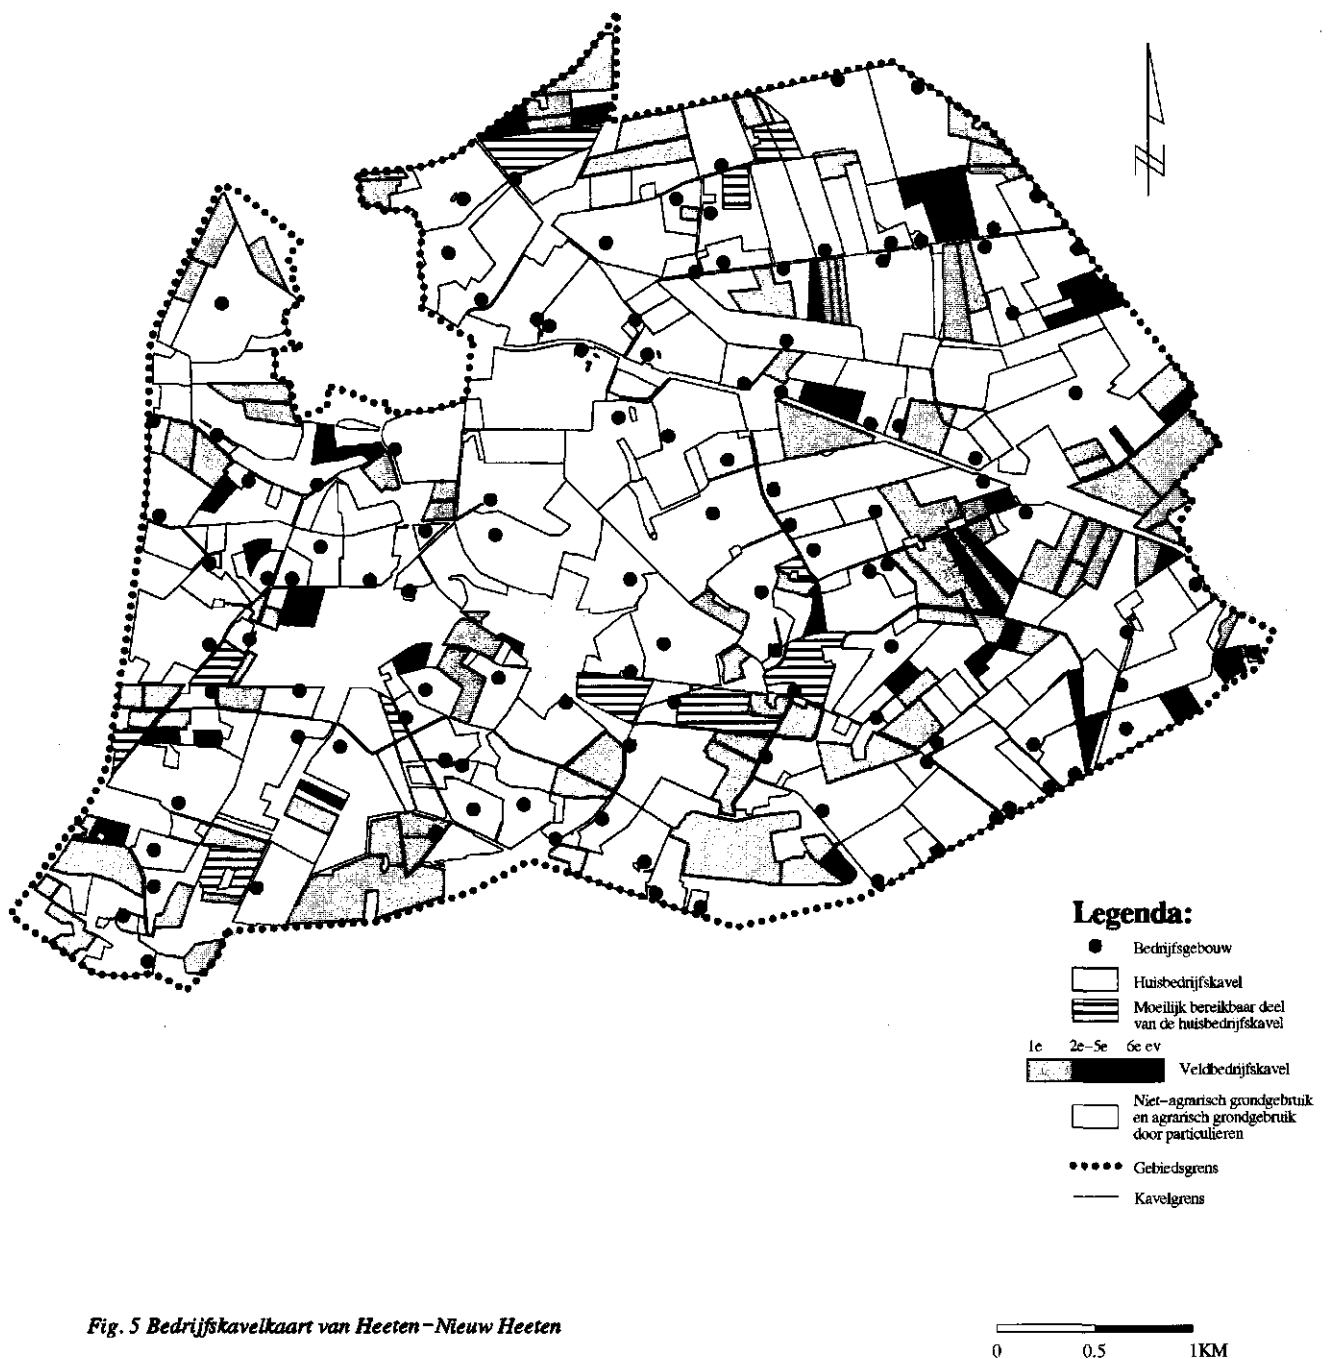 Legenda:
Bedrijfsgebouw
Huisbedrijfskavel
Moeilijk bereikbaar deel
van de huisbedrijfskavel
1e 2e-5e 6e ev
Veldbedrijfskavel
Niet-agrarisch grondgebruik
en agrarisch grondgebruik
door particulieren
Gebiedsgrens
Kavelgrens
Fig. 5 Bedrijfskavelkaart van Heeten-Nieuw Heeten
0 0.5 1KM